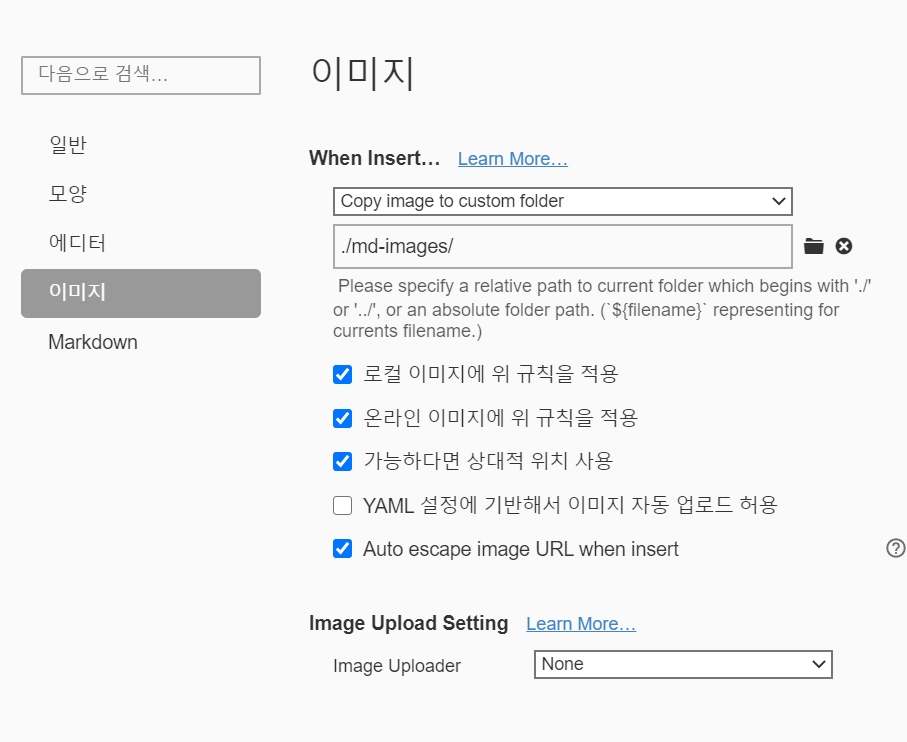 다음으로 검색...
일반
모양
에디터
이미지
Markdown
이미지
When Insert... Learn More...
Copy image to custom folder
./md-images/
Please specify a relative path to current folder which begins with './'
or '../', or an absolute folder path. (`${filename}` representing for
currents filename.)
로컬 이미지에 위 규칙을 적용
온라인 이미지에 위 규칙을 적용
가능하다면 상대적 위치 사용
YAML 설정에 기반해서 이미지 자동 업로드 허용
Auto escape image URL when insert
Image Upload Setting Learn More...
Image Uploader None